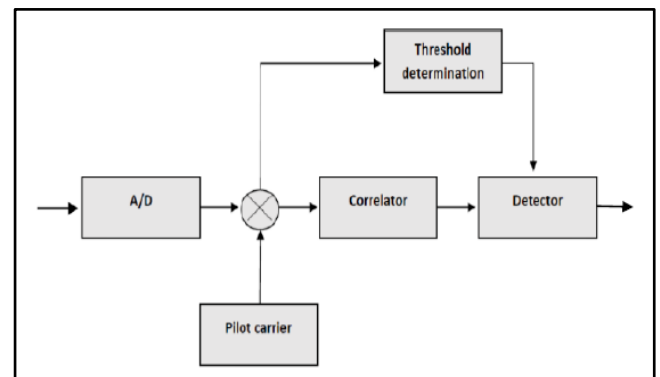 Threshold
determination
A/D
Correlator
Detector
Pilot carrier